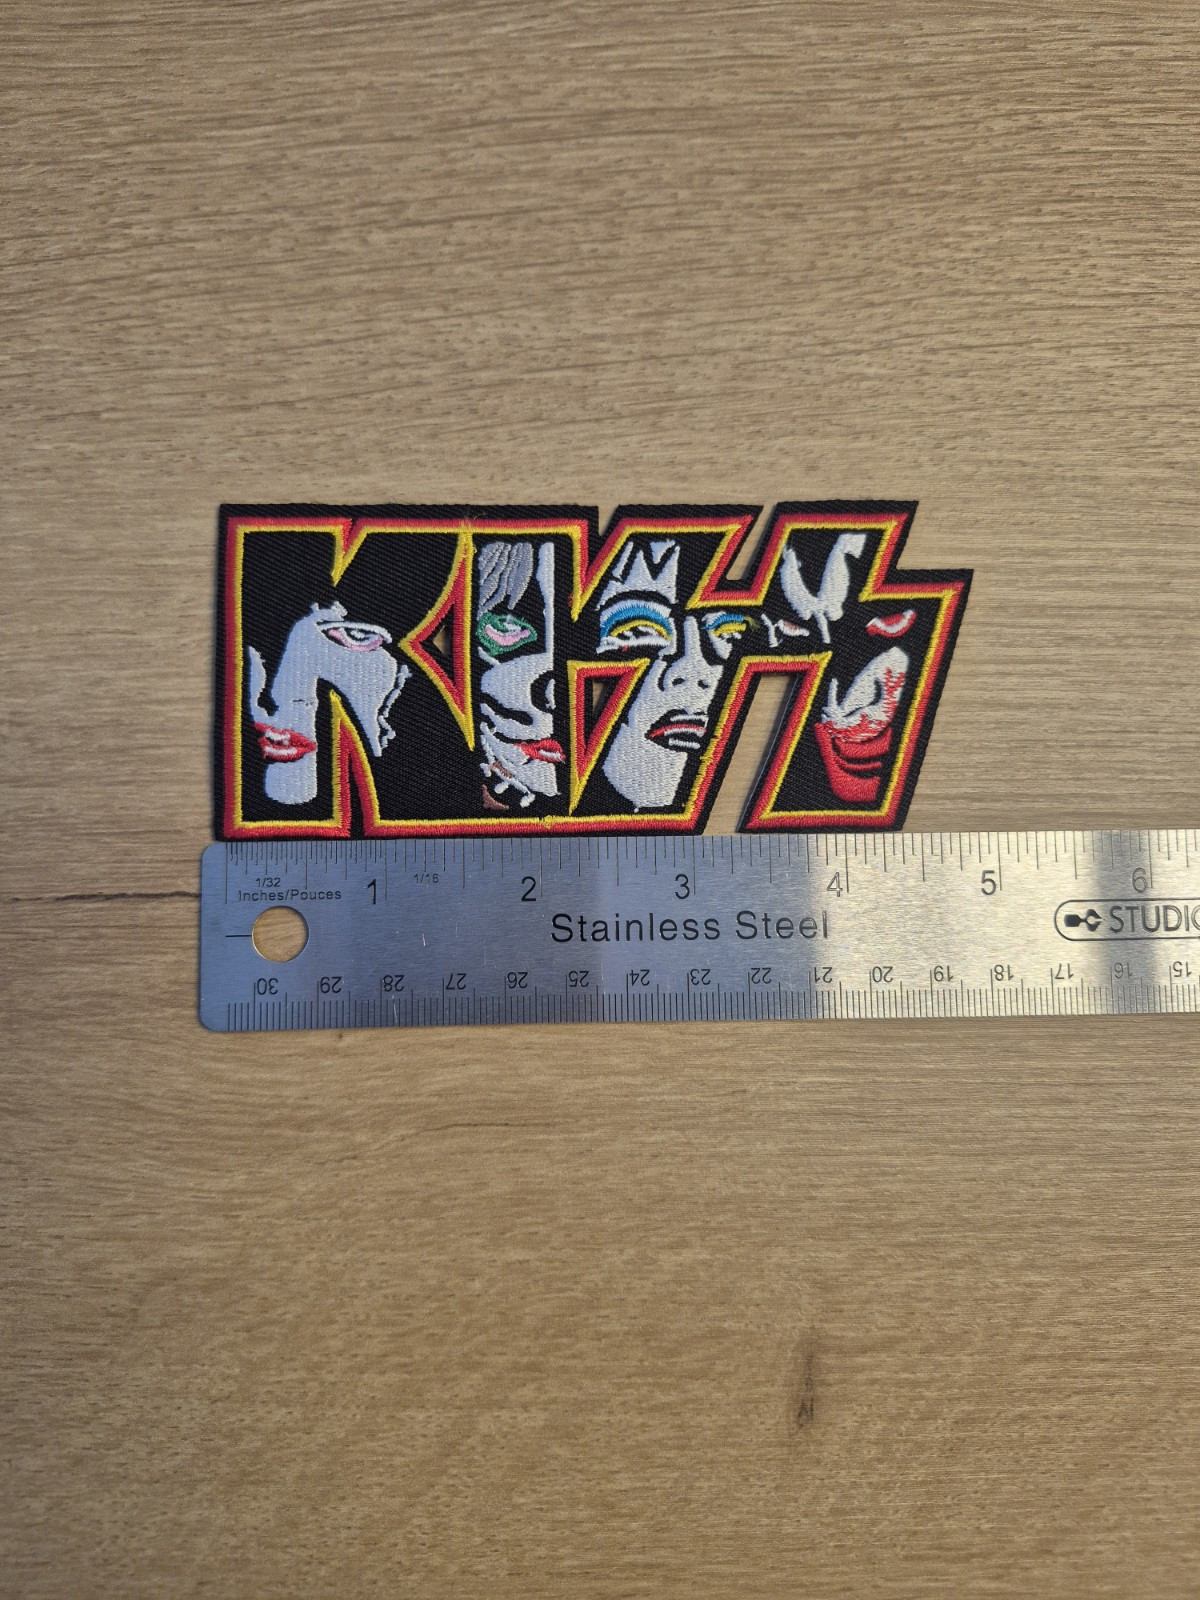 KISS
1/32
Inches/Pouces
1 1/16 2 3 4 5 6
Stainless Steel
STUDIO
30 29 28 27 26 25 24 23 22 21 20 19 18 17 16 15